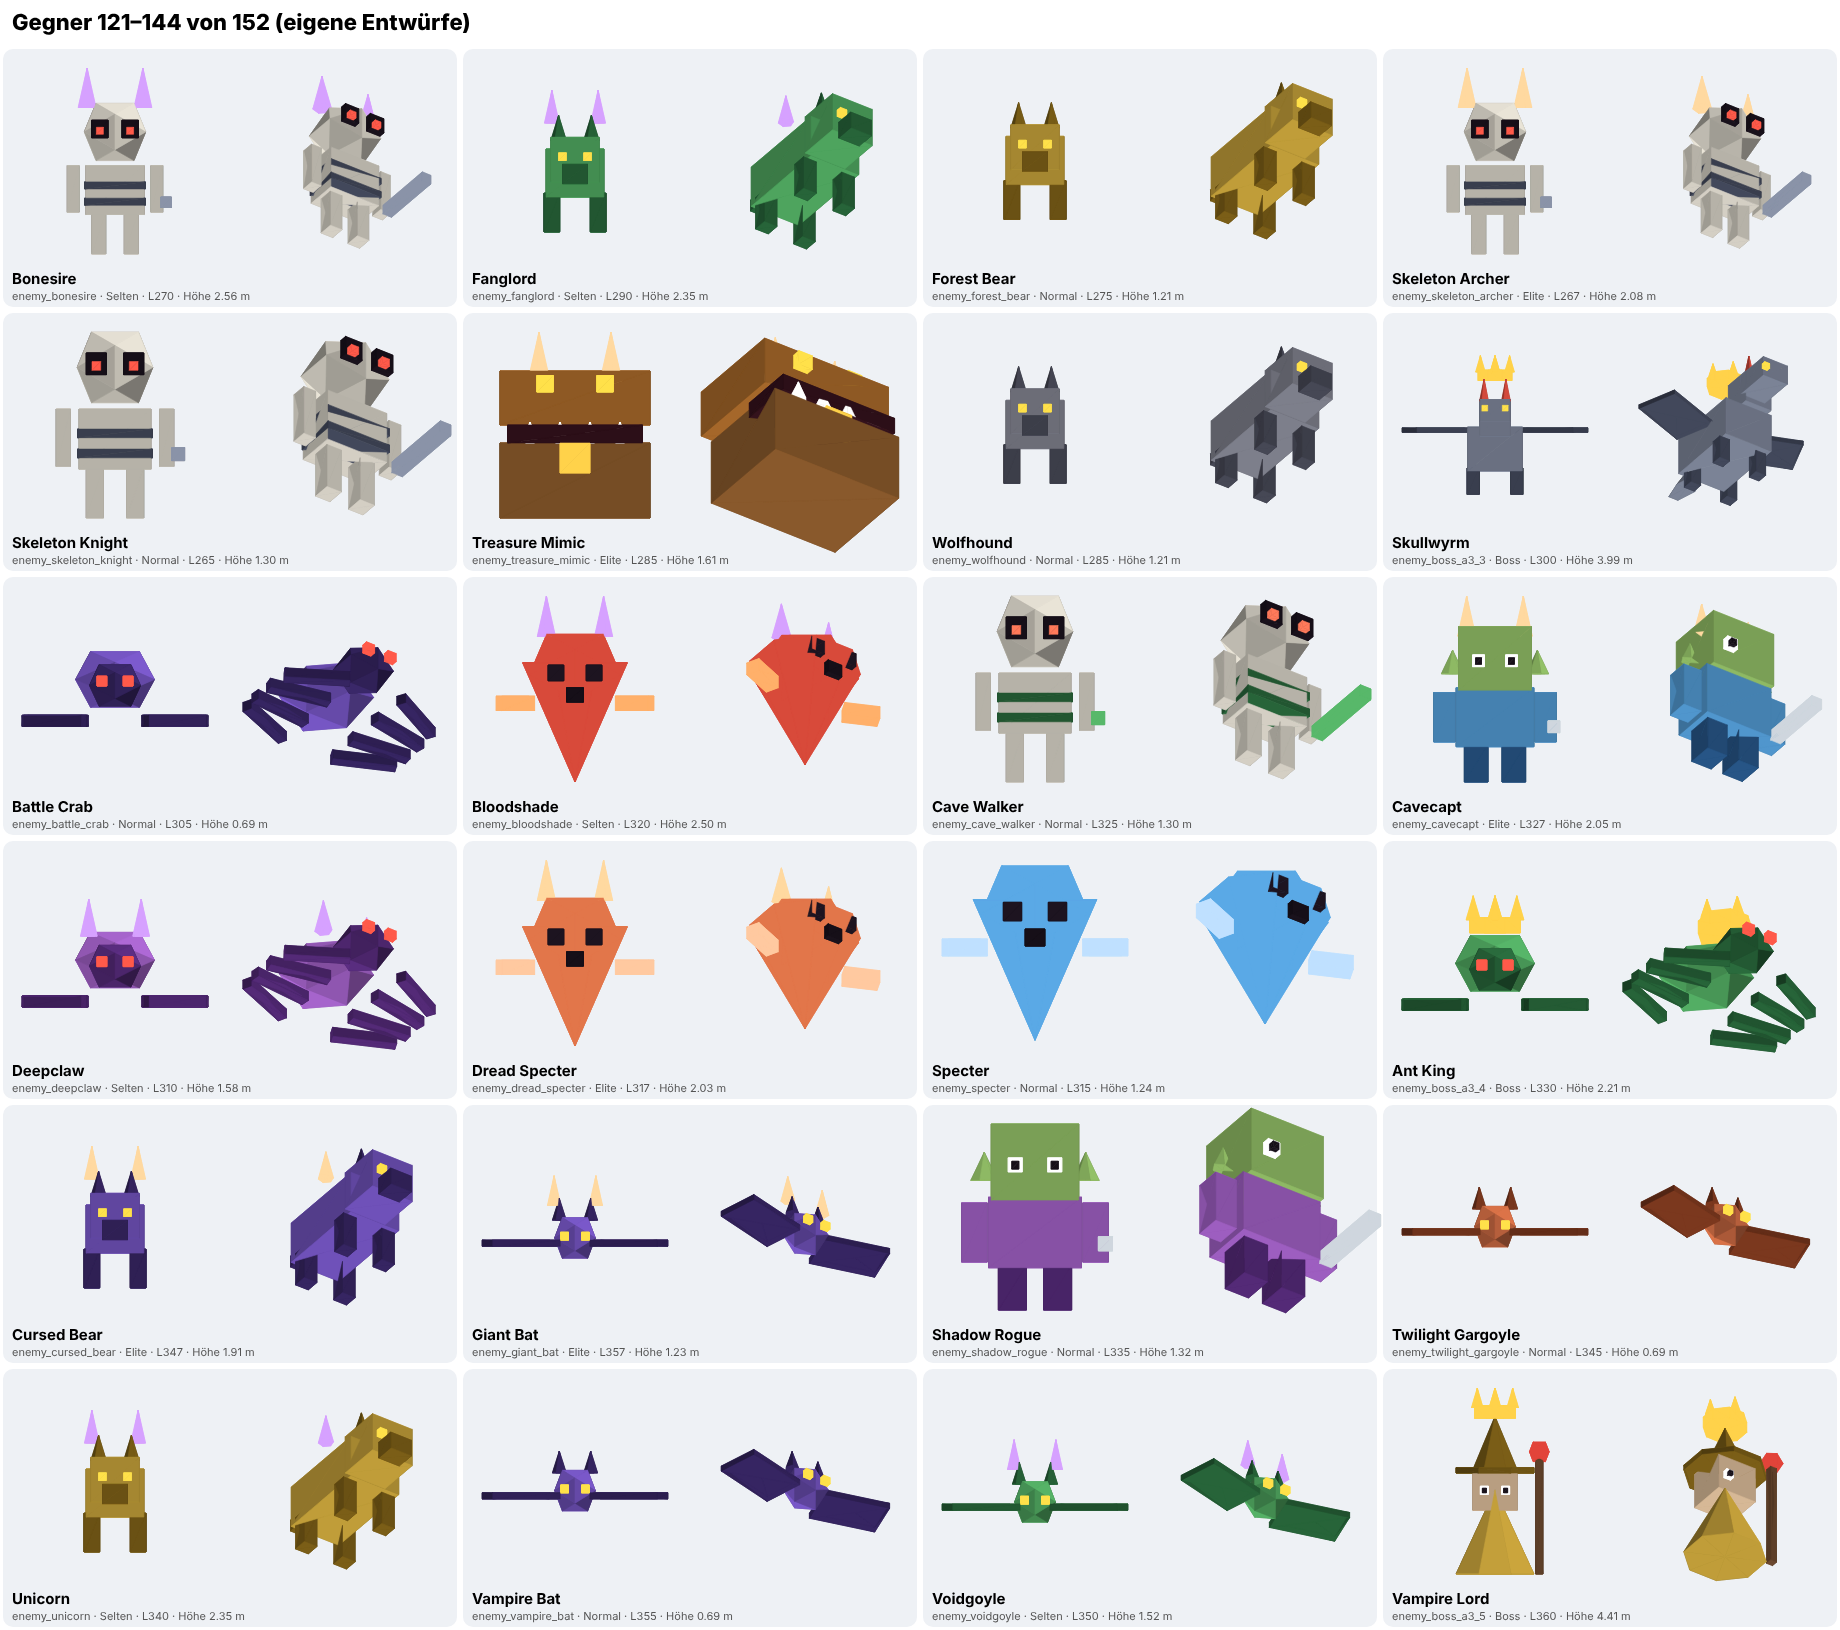 Gegner 121–144 von 152 (eigene Entwürfe)
Bonesire
enemy_bonesire · Selten · L270 · Höhe 2.56 m
Fanglord
enemy_fanglord · Selten · L290 · Höhe 2.35 m
Forest Bear
enemy_forest_bear · Normal · L275 · Höhe 1.21 m
Skeleton Archer
enemy_skeleton_archer · Elite · L267 · Höhe 2.08 m
Skeleton Knight
enemy_skeleton_knight · Normal · L265 · Höhe 1.30 m
Treasure Mimic
enemy_treasure_mimic · Elite · L285 · Höhe 1.61 m
Wolfhound
enemy_wolfhound · Normal · L285 · Höhe 1.21 m
Skullwyrm
enemy_boss_a3_3 · Boss · L300 · Höhe 3.99 m
Battle Crab
enemy_battle_crab · Normal · L305 · Höhe 0.69 m
Bloodshade
enemy_bloodshade · Selten · L320 · Höhe 2.50 m
Cave Walker
enemy_cave_walker · Normal · L325 · Höhe 1.30 m
Cavecapt
enemy_cavecapt · Elite · L327 · Höhe 2.05 m
Deepclaw
enemy_deepclaw · Selten · L310 · Höhe 1.58 m
Dread Specter
enemy_dread_specter · Elite · L317 · Höhe 2.03 m
Specter
enemy_specter · Normal · L315 · Höhe 1.24 m
Ant King
enemy_boss_a3_4 · Boss · L330 · Höhe 2.21 m
Cursed Bear
enemy_cursed_bear · Elite · L347 · Höhe 1.91 m
Giant Bat
enemy_giant_bat · Elite · L357 · Höhe 1.23 m
Shadow Rogue
enemy_shadow_rogue · Normal · L335 · Höhe 1.32 m
Twilight Gargoyle
enemy_twilight_gargoyle · Normal · L345 · Höhe 0.69 m
Unicorn
enemy_unicorn · Selten · L340 · Höhe 2.35 m
Vampire Bat
enemy_vampire_bat · Normal · L355 · Höhe 0.69 m
Voidgoyle
enemy_voidgoyle · Selten · L350 · Höhe 1.52 m
Vampire Lord
enemy_boss_a3_5 · Boss · L360 · Höhe 4.41 m